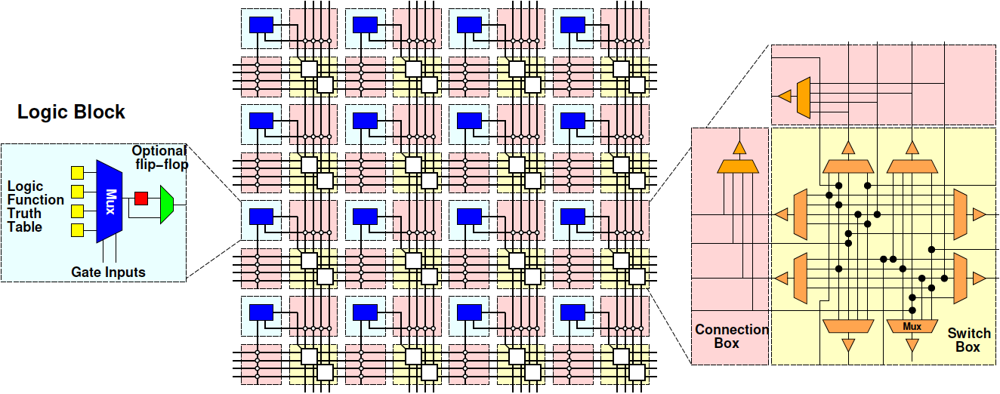 Logic Block
Optional
flip-flop
Logic
Function
Truth
Table
Mux
Gate Inputs
Connection
Box
Mux
Switch
Box